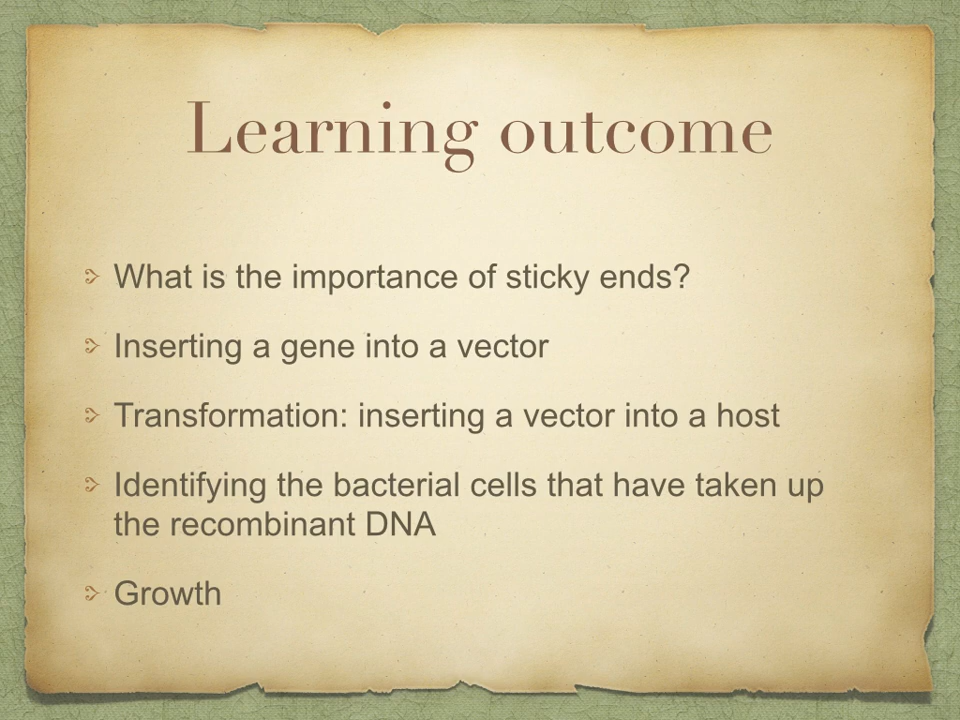 Learning outcome
What is the importance of sticky ends?
Inserting a gene into a vector
Transformation: inserting a vector into a host
Identifying the bacterial cells that have taken up
the recombinant DNA
Growth